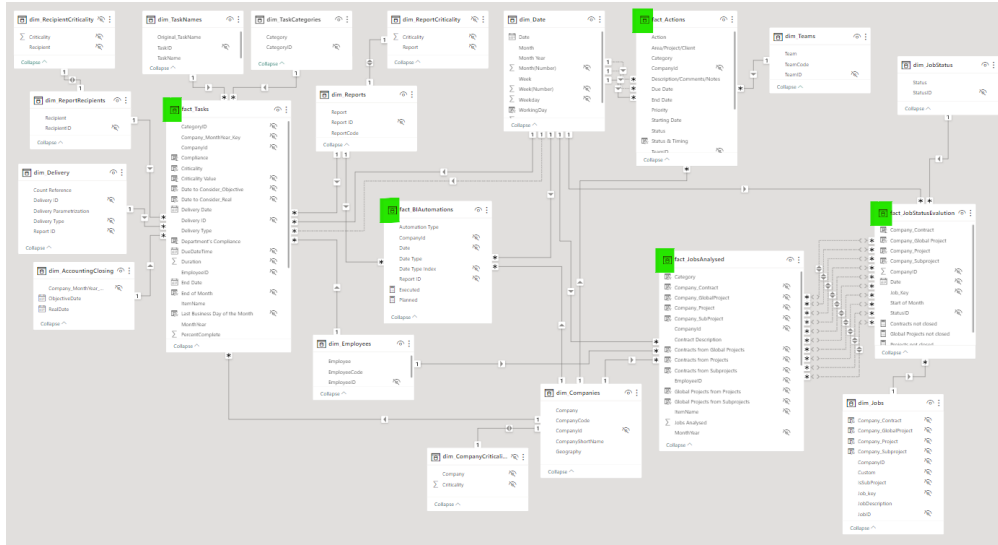 dim_RecipientCriticality
Criticality
Recipient
Collapse
dim_TaskNames
Original_TaskName
TaskID
TaskName
Collapse
dim_TaskCategories
Category
CategoryID
Collapse
dim_ReportCriticality
Criticality
Report
Collapse
dim_Date
Date
Month
Month Year
Month(Number)
Week
Week(Number)
Weekday
WorkingDay
Collapse
fact_Actions
Action
Area/Project/Client
Category
CompanyId
Description/Comments/Notes
Due Date
End Date
Priority
Starting Date
Status
Status & Timing
TeamID
Collapse
dim_Teams
Team
TeamCode
TeamID
Collapse
dim_JobStatus
Status
StatusID
Collapse
dim_ReportRecipients
Recipient
RecipientID
Collapse
fact_Tasks
CategoryID
Company_MonthYear_Key
CompanyId
Compliance
Criticality
Criticality Value
Date to Consider_Objective
Date to Consider_Real
Delivery Date
Delivery ID
Delivery Type
Department's Compliance
DueDateTime
Duration
EmployeeID
End Date
End of Month
ItemName
Last Business Day of the Month
MonthYear
PercentComplete
Collapse
dim_Reports
Report
Report ID
ReportCode
Collapse
dim_Delivery
Count Reference
Delivery ID
Delivery Parametrization
Delivery Type
Report ID
Collapse
dim_AccountingClosing
Company_MonthYear_...
ObjectiveDate
RealDate
Collapse
fact_BIAutomations
Automation Type
CompanyId
Date
Date Type
Date Type Index
Report ID
Executed
Planned
Collapse
fact_JobStatusEvalution
Company_Contract
Company_Global Project
Company_Project
Company_Subproject
CompanyID
Date
Job_Key
Start of Month
StatusID
Contracts not closed
Global Projects not closed
Projects not closed
Collapse
fact_JobsAnalysed
Category
Company_Contract
Company_GlobalProject
Company_Project
Company_SubProject
CompanyId
Contract Description
Contracts from Global Projects
Contracts from Projects
Contracts from Subprojects
EmployeeID
Global Projects from Projects
Global Projects from Subprojects
ItemName
Jobs Analysed
MonthYear
Collapse
dim_Employees
Employee
EmployeeCode
EmployeeID
Collapse
dim_Companies
Company
CompanyCode
CompanyId
CompanyShortName
Geography
Collapse
dim_CompanyCriticali...
Company
Criticality
Collapse
dim_Jobs
Company_Contract
Company_GlobalProject
Company_Project
Company_Subproject
CompanyID
Custom
IsSubProject
Job_Key
JobDescription
JobID
Collapse